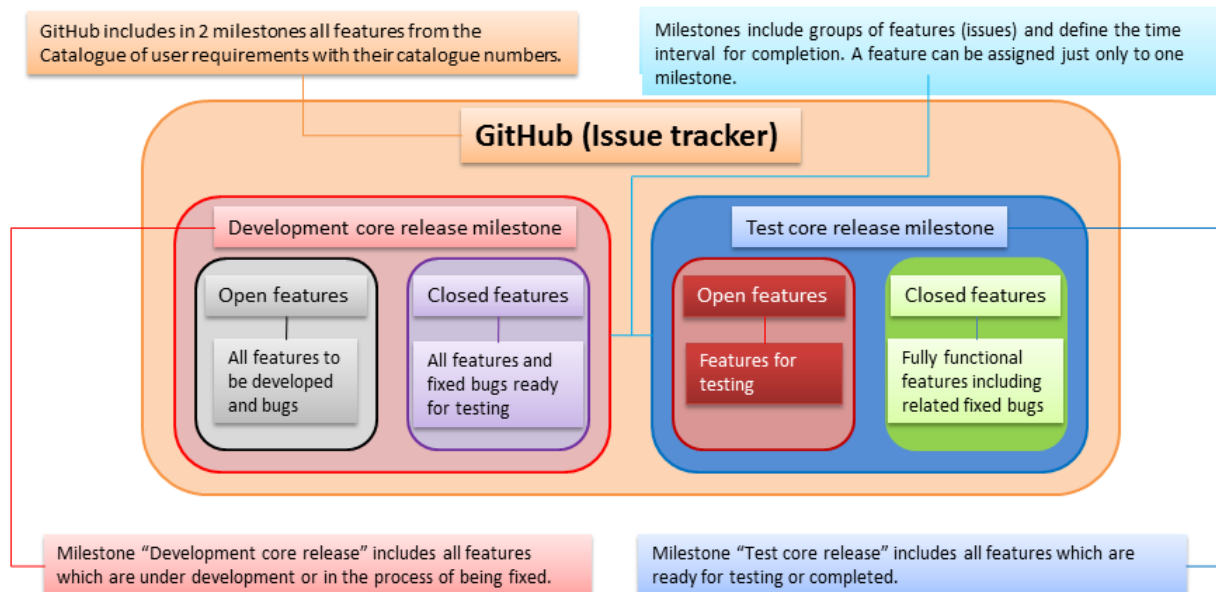 GitHub includes in 2 milestones all features from the
Catalogue of user requirements with their catalogue numbers.
Milestones include groups of features (issues) and define the time
interval for completion. A feature can be assigned just only to one
milestone.
GitHub (Issue tracker)
Development core release milestone
Open features
All features to
be developed
and bugs
Closed features
All features and
fixed bugs ready
for testing
Test core release milestone
Open features
Features for
testing
Closed features
Fully functional
features including
related fixed bugs
Milestone “Development core release” includes all features
which are under development or in the process of being fixed.
Milestone “Test core release” includes all features which are
ready for testing or completed.